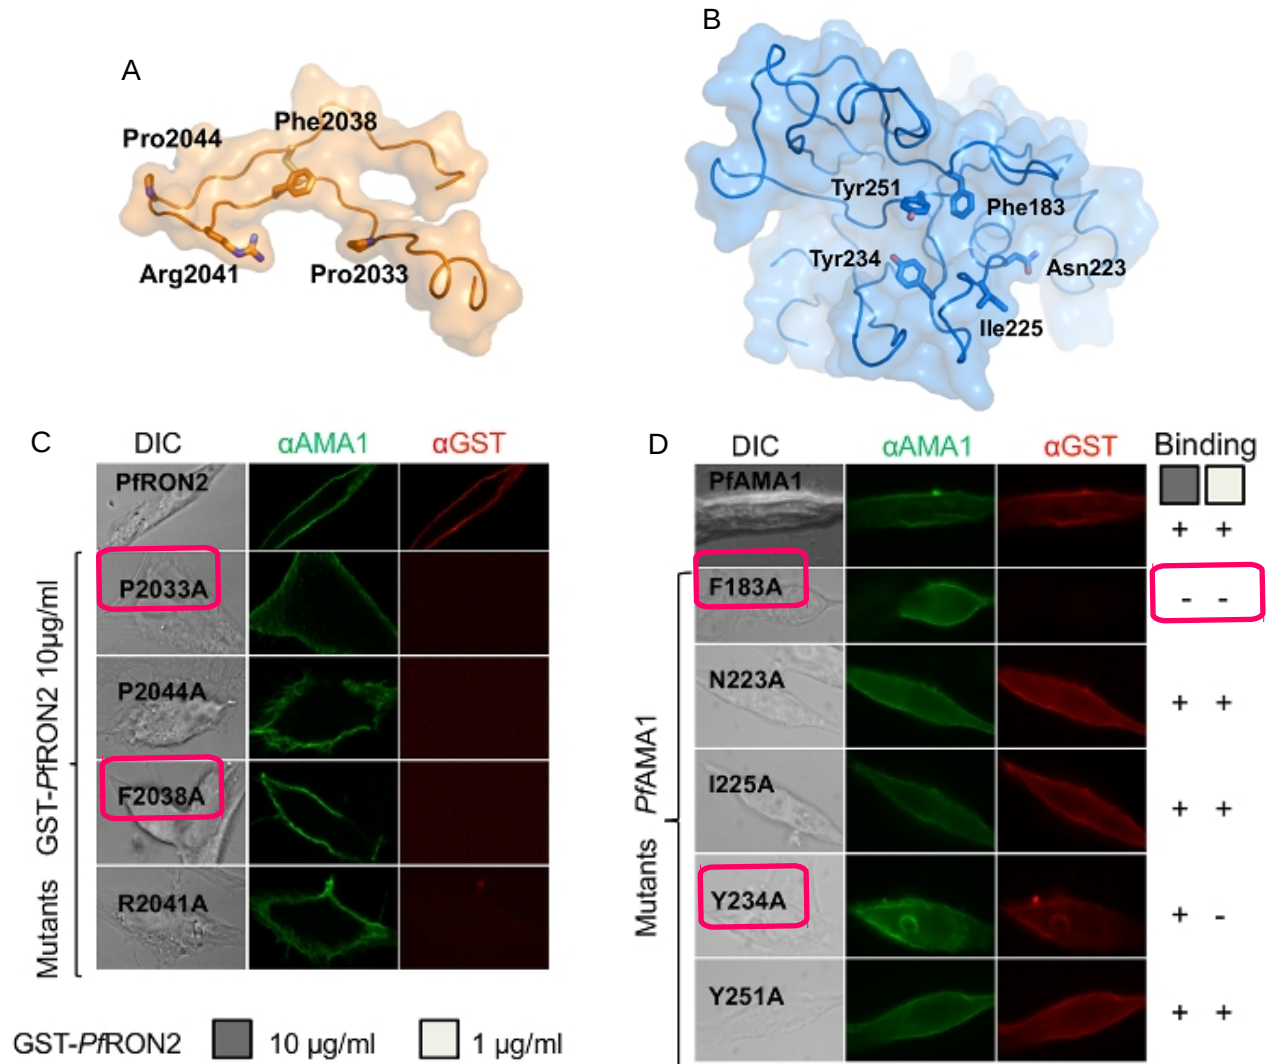 A
Phe2038
Pro2044
Arg2041
Pro2033
B
Tyr251
Phe183
Tyr234
Asn223
Ile225
C
DIC
αAMA1
αGST
PfRON2
P2033A
P2044A
F2038A
R2041A
Mutants GST-PfRON2 10µg/ml
GST-PfRON2
10 µg/ml
1 µg/ml
D
DIC
αAMA1
αGST
Binding
PfAMA1
+ +
F183A
- -
N223A
+ +
I225A
+ +
Y234A
+ -
Y251A
+ +
Mutants PfAMA1